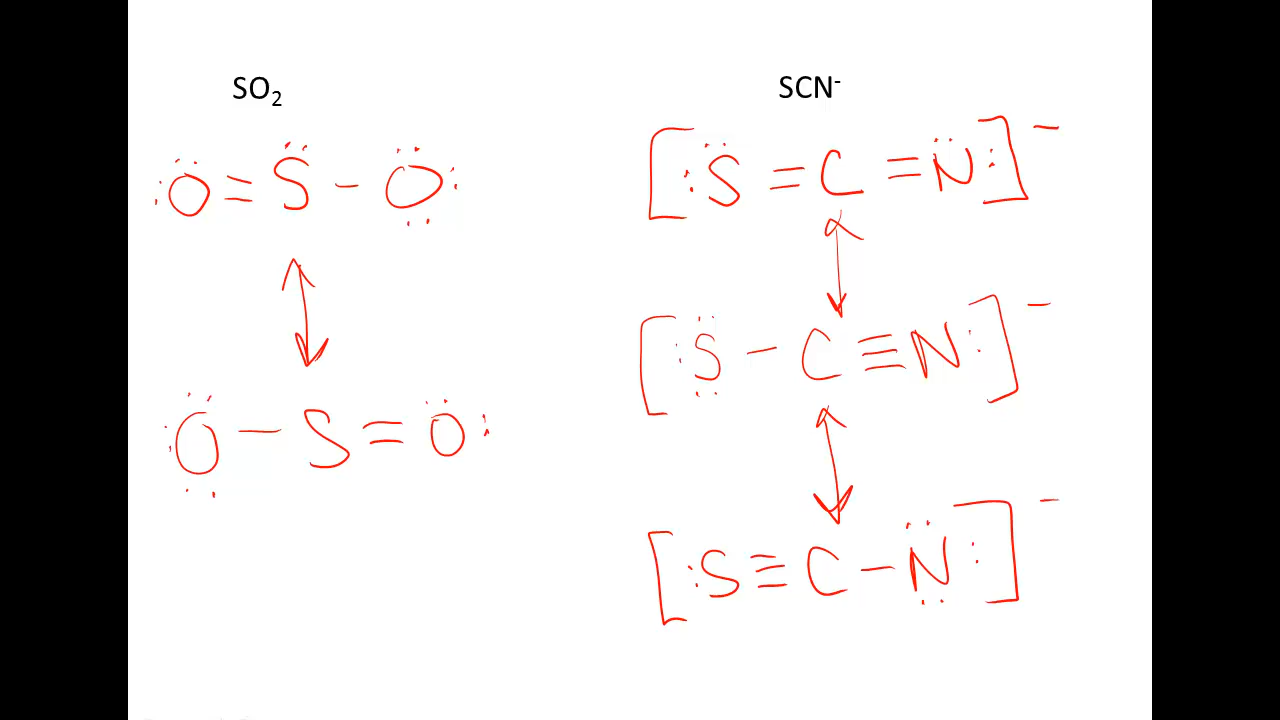 SO₂
O = S - O
O - S = O
SCN⁻
[S = C = N]⁻
[S - C ≡ N]⁻
[S ≡ C - N]⁻